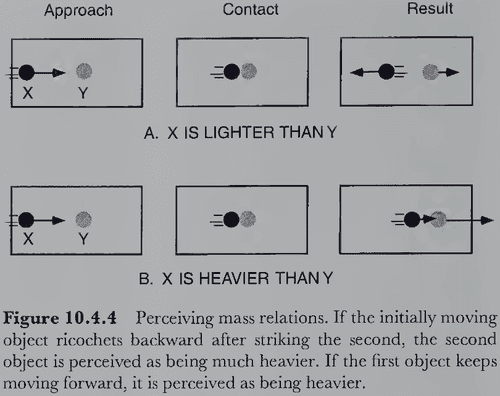 Approach Contact Result
X Y
A. X IS LIGHTER THAN Y
X Y
B. X IS HEAVIER THAN Y
Figure 10.4.4 Perceiving mass relations. If the initially moving
object ricochets backward after striking the second, the second
object is perceived as being much heavier. If the first object keeps
moving forward, it is perceived as being heavier.